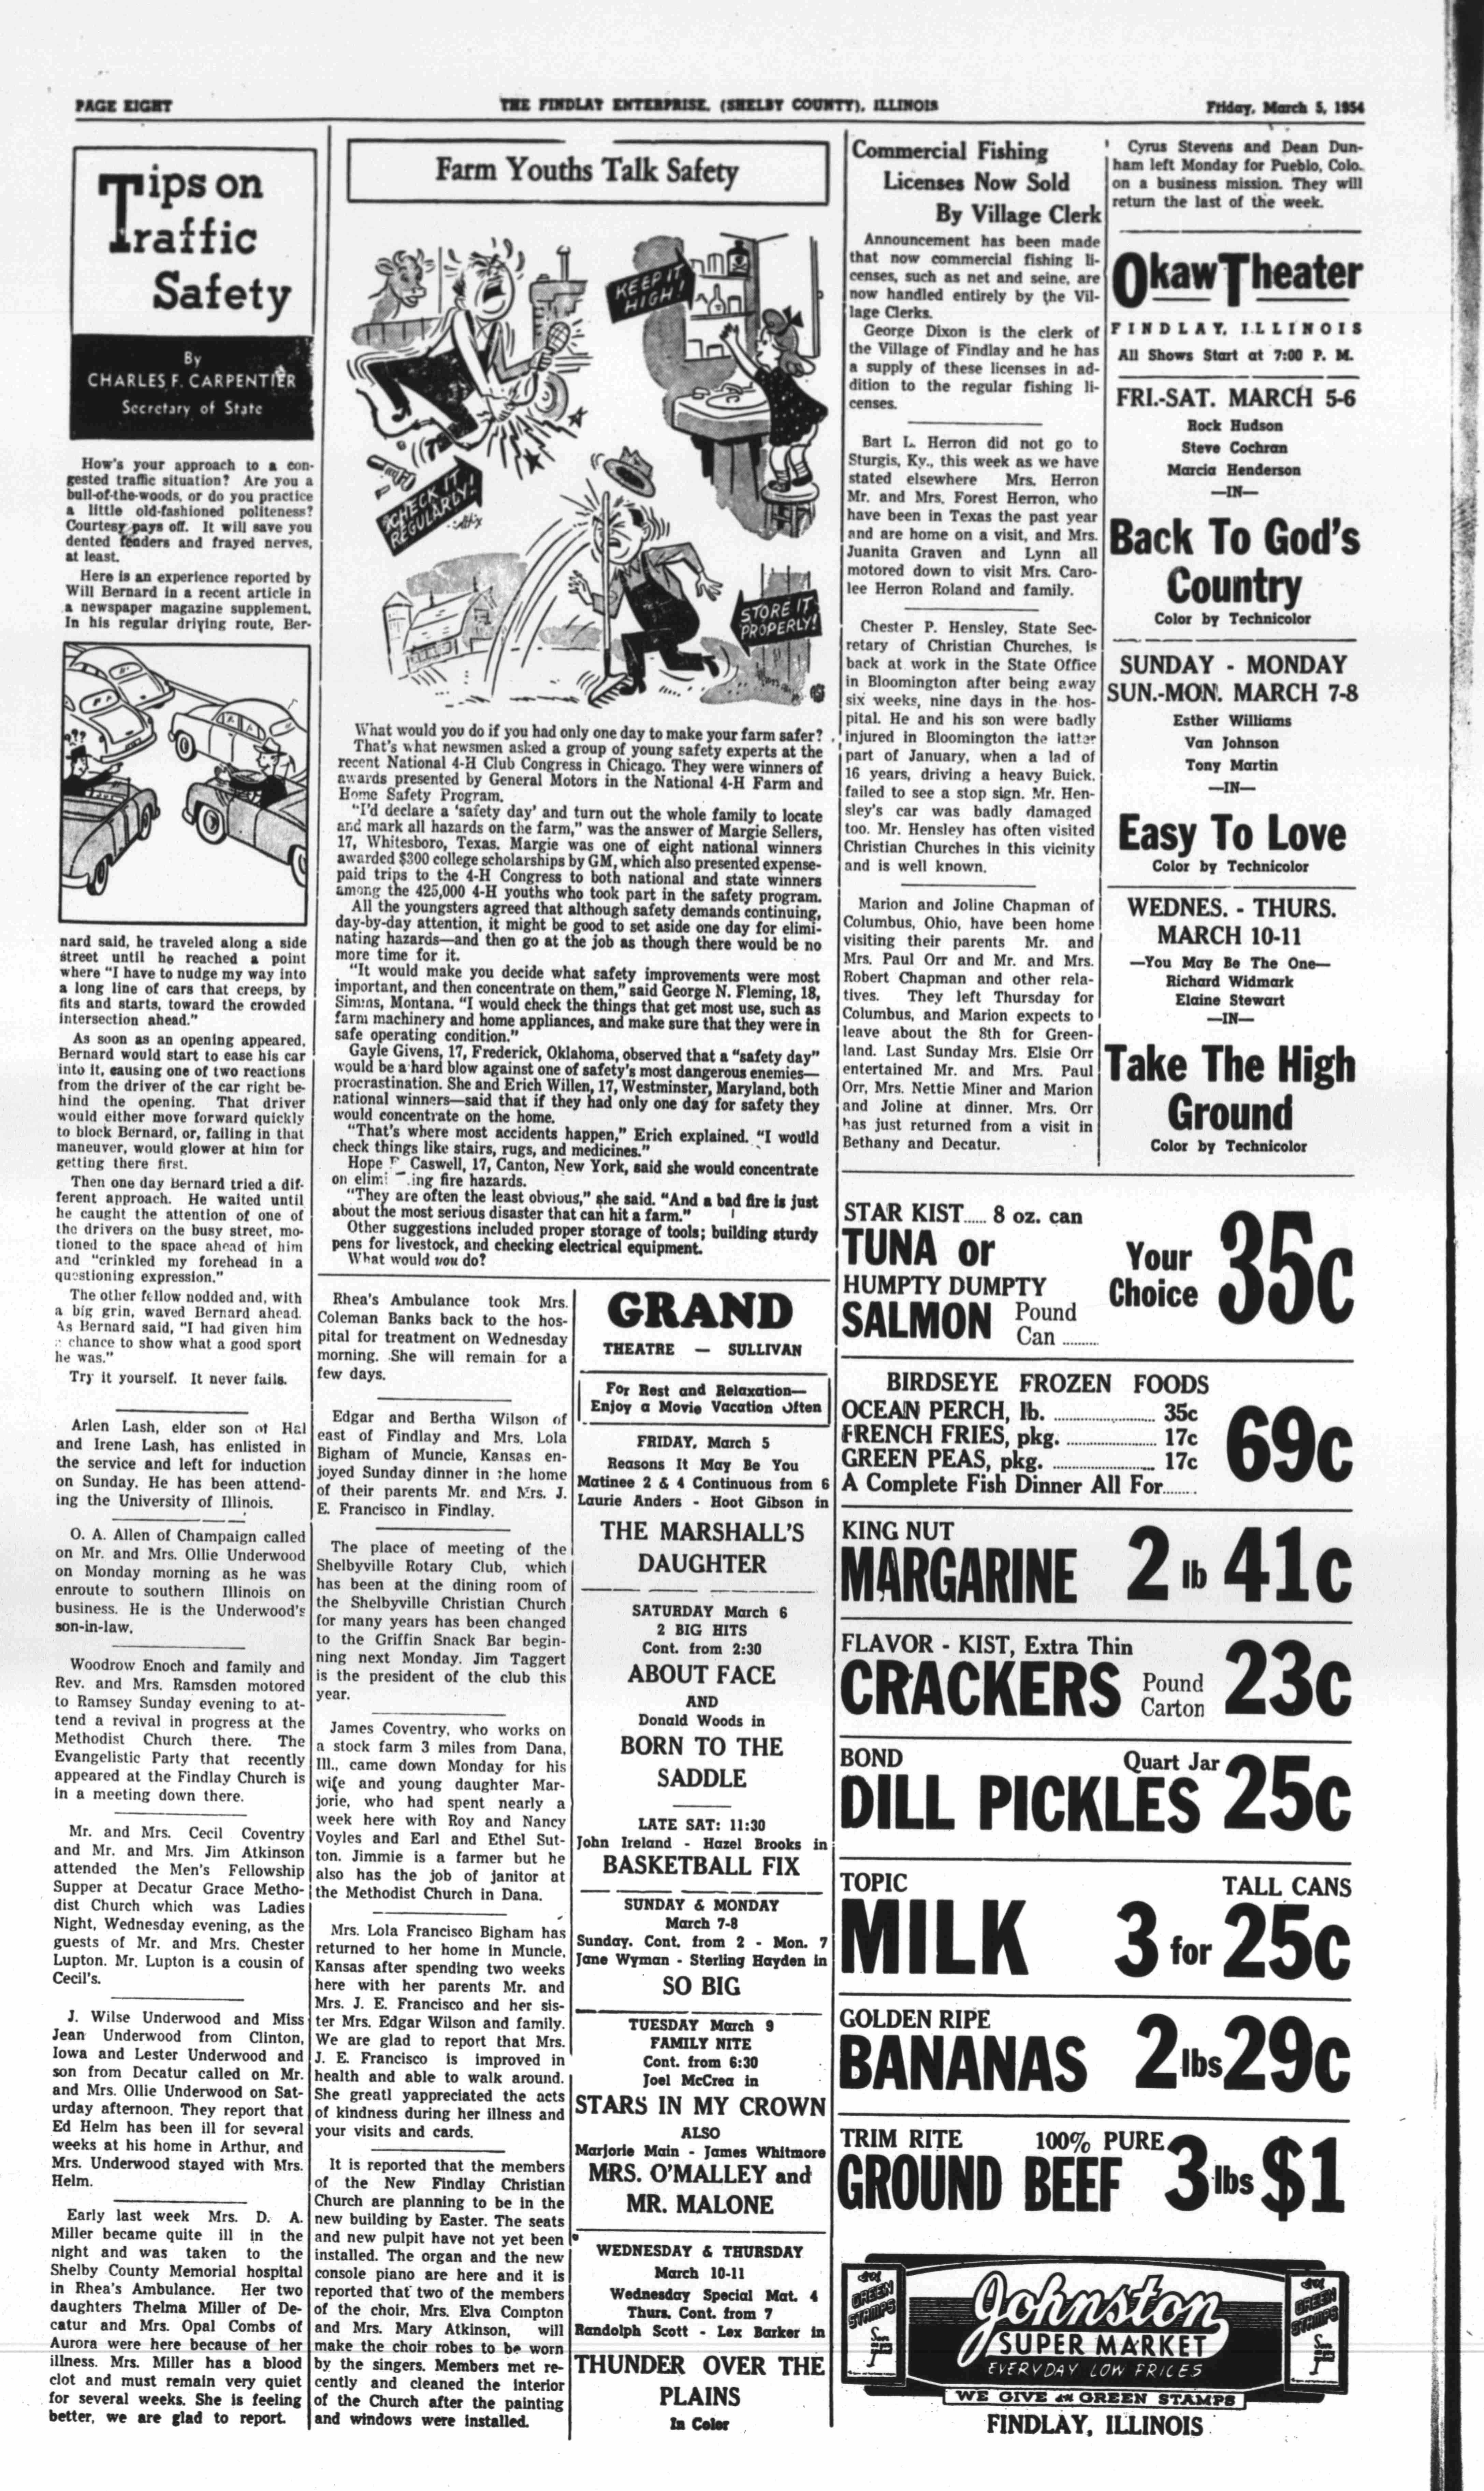 PAGE EIGHT
THE FINDLAY ENTERPRISE, (SHELBY COUNTY), ILLINOIS
Friday, March 5, 1954
Tips on
Traffic
Safety
By
CHARLES F. CARPENTIER
Secretary of State
How's your approach to a con-
gested traffic situation? Are you a
bull-of-the-woods, or do you practice
a little old-fashioned politeness?
Courtesy pays off. It will save you
dented fenders and frayed nerves,
at least.
Here is an experience reported by
Will Bernard in a recent article in
a newspaper magazine supplement.
In his regular driving route, Ber-
???
nard said, he traveled along a side
street until he reached a point
where "I have to nudge my way into
a long line of cars that creeps, by
fits and starts, toward the crowded
intersection ahead."
As soon as an opening appeared,
Bernard would start to ease his car
into it, causing one of two reactions
from the driver of the car right be-
hind the opening. That driver
would either move forward quickly
to block Bernard, or, failing in that
maneuver, would glower at him for
getting there first.
Then one day Bernard tried a dif-
ferent approach. He waited until
he caught the attention of one of
the drivers on the busy street, mo-
tioned to the space ahead of him
and "crinkled my forehead in a
questioning expression."
The other fellow nodded and, with
a big grin, waved Bernard ahead.
As Bernard said, "I had given him
a chance to show what a good sport
he was."
Try it yourself. It never fails.
Arlen Lash, elder son of Hal
and Irene Lash, has enlisted in
the service and left for induction
on Sunday. He has been attend-
ing the University of Illinois.
O. A. Allen of Champaign called
on Mr. and Mrs. Ollie Underwood
on Monday morning as he was
enroute to southern Illinois on
business. He is the Underwood's
son-in-law.
Woodrow Enoch and family and
Rev. and Mrs. Ramsden motored
to Ramsey Sunday evening to at-
tend a revival in progress at the
Methodist Church there. The
Evangelistic Party that recently
appeared at the Findlay Church is
in a meeting down there.
Mr. and Mrs. Cecil Coventry
and Mr. and Mrs. Jim Atkinson
attended the Men's Fellowship
Supper at Decatur Grace Metho-
dist Church which was Ladies
Night, Wednesday evening, as the
guests of Mr. and Mrs. Chester
Lupton. Mr. Lupton is a cousin of
Cecil's.
J. Wilse Underwood and Miss
Jean Underwood from Clinton,
Iowa and Lester Underwood and
son from Decatur called on Mr.
and Mrs. Ollie Underwood on Sat-
urday afternoon. They report that
Ed Helm has been ill for several
weeks at his home in Arthur, and
Mrs. Underwood stayed with Mrs.
Helm.
Early last week Mrs. D. A.
Miller became quite ill in the
night and was taken to the
Shelby County Memorial hospital
in Rhea's Ambulance. Her two
daughters Thelma Miller of De-
catur and Mrs. Opal Combs of
Aurora were here because of her
illness. Mrs. Miller has a blood
clot and must remain very quiet
for several weeks. She is feeling
better, we are glad to report.
Farm Youths Talk Safety
KEEP IT
HIGH!
CHECK IT
REGULARLY!
STORE IT
PROPERLY!
What would you do if you had only one day to make your farm safer?
That's what newsmen asked a group of young safety experts at the
recent National 4-H Club Congress in Chicago. They were winners of
awards presented by General Motors in the National 4-H Farm and
Home Safety Program.
"I'd declare a 'safety day' and turn out the whole family to locate
and mark all hazards on the farm," was the answer of Margie Sellers,
17, Whitesboro, Texas. Margie was one of eight national winners
awarded $300 college scholarships by GM, which also presented expense-
paid trips to the 4-H Congress to both national and state winners
among the 425,000 4-H youths who took part in the safety program.
All the youngsters agreed that although safety demands continuing,
day-by-day attention, it might be good to set aside one day for elimi-
nating hazards—and then go at the job as though there would be no
more time for it.
"It would make you decide what safety improvements were most
important, and then concentrate on them," said George N. Fleming, 18,
Simms, Montana. "I would check the things that get most use, such as
farm machinery and home appliances, and make sure that they were in
safe operating condition."
Gayle Givens, 17, Frederick, Oklahoma, observed that a "safety day"
would be a hard blow against one of safety's most dangerous enemies—
procrastination. She and Erich Willen, 17, Westminster, Maryland, both
national winners—said that if they had only one day for safety they
would concentrate on the home.
"That's where most accidents happen," Erich explained. "I would
check things like stairs, rugs, and medicines."
Hope Caswell, 17, Canton, New York, said she would concentrate
on elim ing fire hazards.
"They are often the least obvious," she said. "And a bad fire is just
about the most serious disaster that can hit a farm."
Other suggestions included proper storage of tools; building sturdy
pens for livestock, and checking electrical equipment.
What would you do?
Rhea's Ambulance took Mrs.
Coleman Banks back to the hos-
pital for treatment on Wednesday
morning. She will remain for a
few days.
Edgar and Bertha Wilson of
east of Findlay and Mrs. Lola
Bigham of Muncie, Kansas en-
joyed Sunday dinner in the home
of their parents Mr. and Mrs. J.
E. Francisco in Findlay.
The place of meeting of the
Shelbyville Rotary Club, which
has been at the dining room of
the Shelbyville Christian Church
for many years has been changed
to the Griffin Snack Bar begin-
ning next Monday. Jim Taggert
is the president of the club this
year.
James Coventry, who works on
a stock farm 3 miles from Dana,
Ill., came down Monday for his
wife and young daughter Mar-
jorie, who had spent nearly a
week here with Roy and Nancy
Voyles and Earl and Ethel Sut-
ton. Jimmie is a farmer but he
also has the job of janitor at
the Methodist Church in Dana.
Mrs. Lola Francisco Bigham has
returned to her home in Muncie,
Kansas after spending two weeks
here with her parents Mr. and
Mrs. J. E. Francisco and her sis-
ter Mrs. Edgar Wilson and family.
We are glad to report that Mrs.
J. E. Francisco is improved in
health and able to walk around.
She greatl yappreciated the acts
of kindness during her illness and
your visits and cards.
It is reported that the members
of the New Findlay Christian
Church are planning to be in the
new building by Easter. The seats
and new pulpit have not yet been
installed. The organ and the new
console piano are here and it is
reported that two of the members
of the choir, Mrs. Elva Compton
and Mrs. Mary Atkinson, will
make the choir robes to be worn
by the singers. Members met re-
cently and cleaned the interior
of the Church after the painting
and windows were installed.
GRAND
THEATRE — SULLIVAN
For Rest and Relaxation—
Enjoy a Movie Vacation Often
FRIDAY, March 5
Reasons It May Be You
Matinee 2 & 4 Continuous from 6
Laurie Anders - Hoot Gibson in
THE MARSHALL'S
DAUGHTER
SATURDAY March 6
2 BIG HITS
Cont. from 2:30
ABOUT FACE
AND
Donald Woods in
BORN TO THE
SADDLE
LATE SAT: 11:30
John Ireland - Hazel Brooks in
BASKETBALL FIX
SUNDAY & MONDAY
March 7-8
Sunday. Cont. from 2 - Mon. 7
Jane Wyman - Sterling Hayden in
SO BIG
TUESDAY March 9
FAMILY NITE
Cont. from 6:30
Joel McCrea in
STARS IN MY CROWN
ALSO
Marjorie Main - James Whitmore
MRS. O'MALLEY and
MR. MALONE
WEDNESDAY & THURSDAY
March 10-11
Wednesday Special Mat. 4
Thurs. Cont. from 7
Randolph Scott - Lex Barker in
THUNDER OVER THE
PLAINS
In Color
Commercial Fishing
Licenses Now Sold
By Village Clerk
Announcement has been made
that now commercial fishing li-
censes, such as net and seine, are
now handled entirely by the Vil-
lage Clerks.
George Dixon is the clerk of
the Village of Findlay and he has
a supply of these licenses in ad-
dition to the regular fishing li-
censes.
Bart L. Herron did not go to
Sturgis, Ky., this week as we have
stated elsewhere Mrs. Herron
Mr. and Mrs. Forest Herron, who
have been in Texas the past year
and are home on a visit, and Mrs.
Juanita Graven and Lynn all
motored down to visit Mrs. Caro-
lee Herron Roland and family.
Chester P. Hensley, State Sec-
retary of Christian Churches, is
back at work in the State Office
in Bloomington after being away
six weeks, nine days in the hos-
pital. He and his son were badly
injured in Bloomington the latter
part of January, when a lad of
16 years, driving a heavy Buick,
failed to see a stop sign. Mr. Hen-
sley's car was badly damaged
too. Mr. Hensley has often visited
Christian Churches in this vicinity
and is well known.
Marion and Joline Chapman of
Columbus, Ohio, have been home
visiting their parents Mr. and
Mrs. Paul Orr and Mr. and Mrs.
Robert Chapman and other rela-
tives. They left Thursday for
Columbus, and Marion expects to
leave about the 8th for Green-
land. Last Sunday Mrs. Elsie Orr
entertained Mr. and Mrs. Paul
Orr, Mrs. Nettie Miner and Marion
and Joline at dinner. Mrs. Orr
has just returned from a visit in
Bethany and Decatur.
Cyrus Stevens and Dean Dun-
ham left Monday for Pueblo, Colo.
on a business mission. They will
return the last of the week.
Okaw Theater
FINDLAY, ILLINOIS
All Shows Start at 7:00 P. M.
FRI.-SAT. MARCH 5-6
Rock Hudson
Steve Cochran
Marcia Henderson
—IN—
Back To God's
Country
Color by Technicolor
SUNDAY - MONDAY
SUN.-MON. MARCH 7-8
Esther Williams
Van Johnson
Tony Martin
—IN—
Easy To Love
Color by Technicolor
WEDNES. - THURS.
MARCH 10-11
—You May Be The One—
Richard Widmark
Elaine Stewart
—IN—
Take The High
Ground
Color by Technicolor
STAR KIST...... 8 oz. can
TUNA or
HUMPTY DUMPTY
SALMON Pound
Can .........
Your
Choice
35c
BIRDSEYE FROZEN FOODS
OCEAN PERCH, lb. ......................... 35c
FRENCH FRIES, pkg. ...................... 17c
GREEN PEAS, pkg. ......................... 17c
A Complete Fish Dinner All For........
69c
KING NUT
MARGARINE 2 lb 41c
FLAVOR - KIST, Extra Thin
CRACKERS Pound
Carton 23c
BOND
Quart Jar
DILL PICKLES 25c
TOPIC
TALL CANS
MILK 3 for 25c
GOLDEN RIPE
BANANAS 2 lbs 29c
TRIM RITE 100% PURE
GROUND BEEF 3 lbs $1
S&H
GREEN
STAMPS
Johnston
SUPER MARKET
EVERYDAY LOW PRICES
WE GIVE S&H GREEN STAMPS
S&H
GREEN
STAMPS
FINDLAY, ILLINOIS